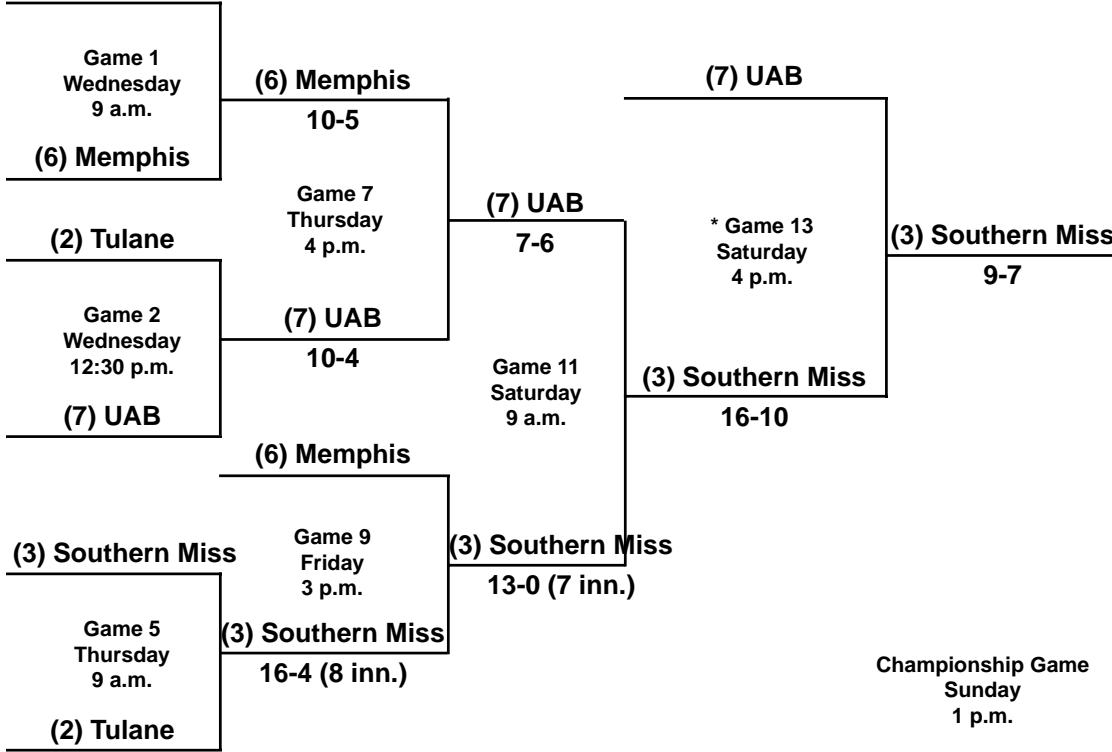 Game 1
Wednesday
9 a.m.
(6) Memphis
(6) Memphis
10-5
(2) Tulane
Game 2
Wednesday
12:30 p.m.
(7) UAB
(7) UAB
10-4
Game 7
Thursday
4 p.m.
(7) UAB
7-6
(3) Southern Miss
Game 5
Thursday
9 a.m.
(2) Tulane
(3) Southern Miss
16-4 (8 inn.)
(6) Memphis
Game 9
Friday
3 p.m.
(3) Southern Miss
13-0 (7 inn.)
Game 11
Saturday
9 a.m.
(3) Southern Miss
16-10
(7) UAB
* Game 13
Saturday
4 p.m.
(3) Southern Miss
9-7
Championship Game
Sunday
1 p.m.